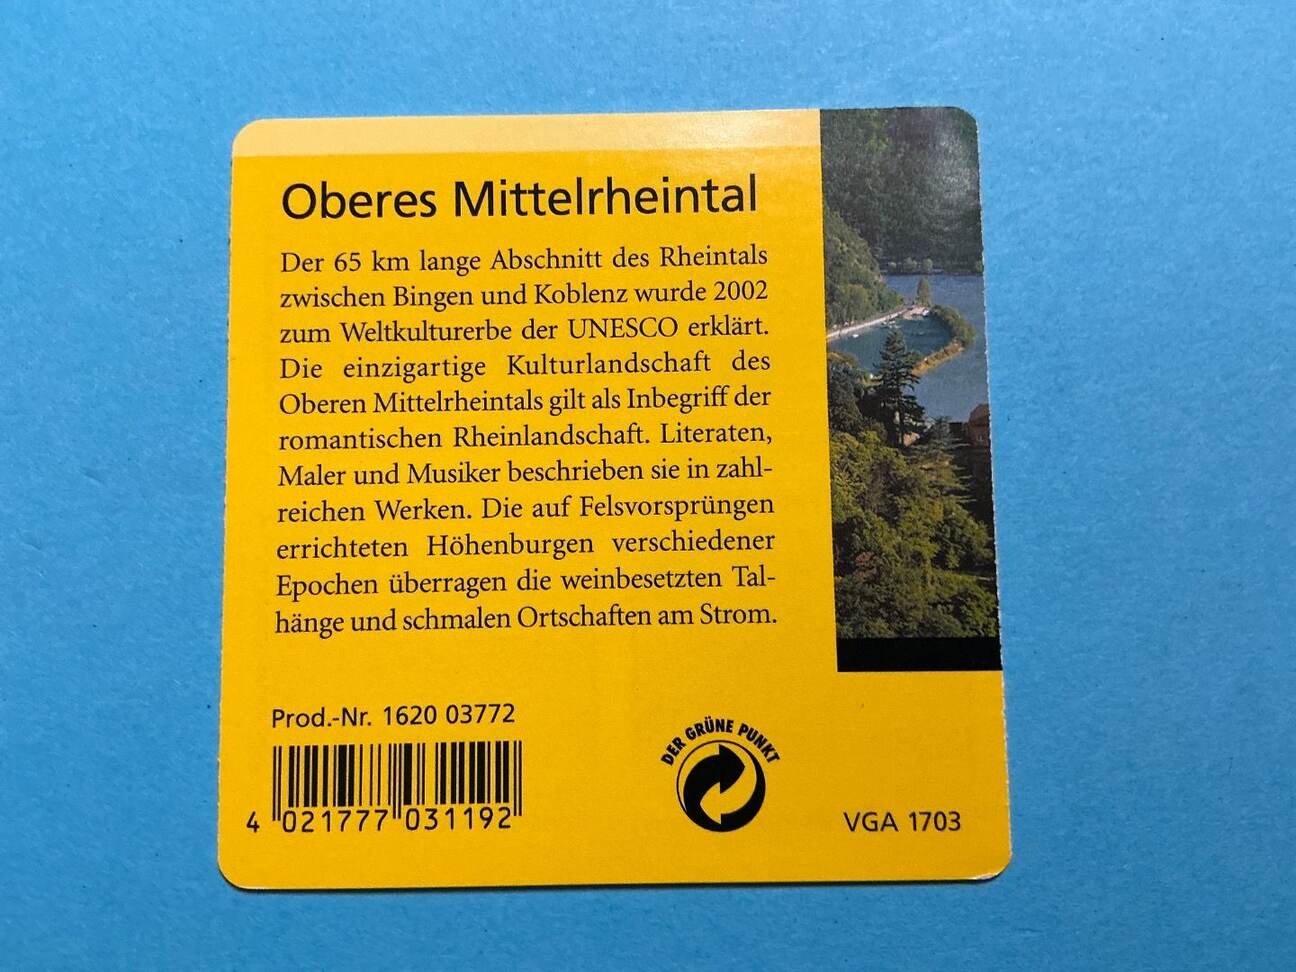 Oberes Mittelrheintal
Der 65 km lange Abschnitt des Rheintals
zwischen Bingen und Koblenz wurde 2002
zum Weltkulturerbe der UNESCO erklärt.
Die einzigartige Kulturlandschaft des
Oberen Mittelrheintals gilt als Inbegriff der
romantischen Rheinlandschaft. Literaten,
Maler und Musiker beschrieben sie in zahl-
reichen Werken. Die auf Felsvorsprüngen
errichteten Höhenburgen verschiedener
Epochen überragen die weinbesetzten Tal-
hänge und schmalen Ortschaften am Strom.
Prod.-Nr. 1620 03772
4 021777 031192
DER GRÜNE PUNKT
VGA 1703